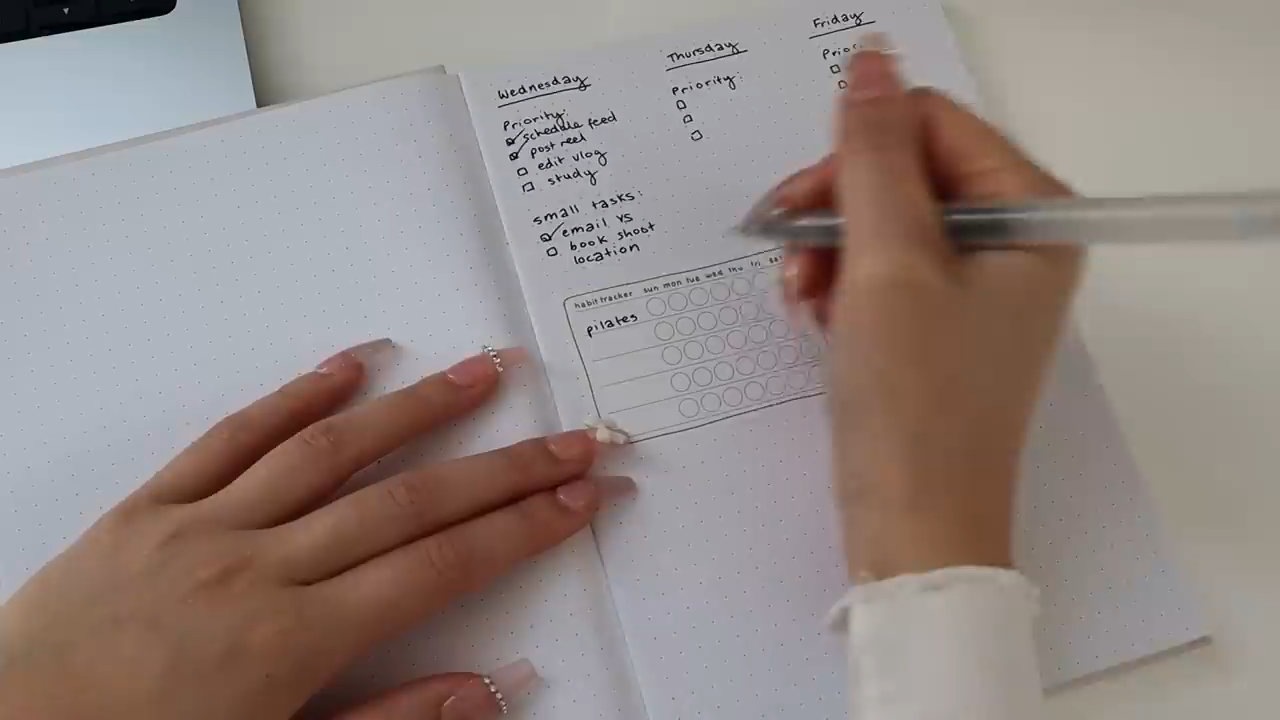 Wednesday
Priority:
schedule feed
post reel
edit vlog
study
small tasks:
email YS
book shoot
location
Thursday
Priority:
Friday
habit tracker sun mon tue wed thu fri sat
pilates